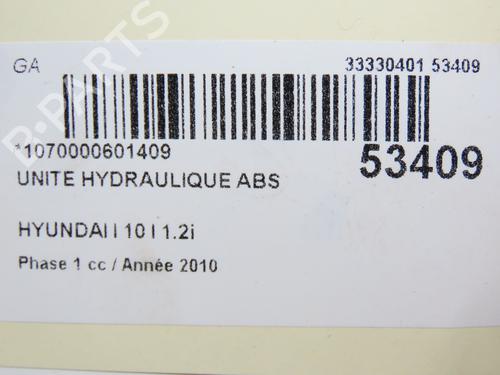 GA 33330401 53409
B-PARTS
*1070000601409 53409
UNITE HYDRAULIQUE ABS
HYUNDAI I 10 I 1.2i
Phase 1 cc / Année 2010